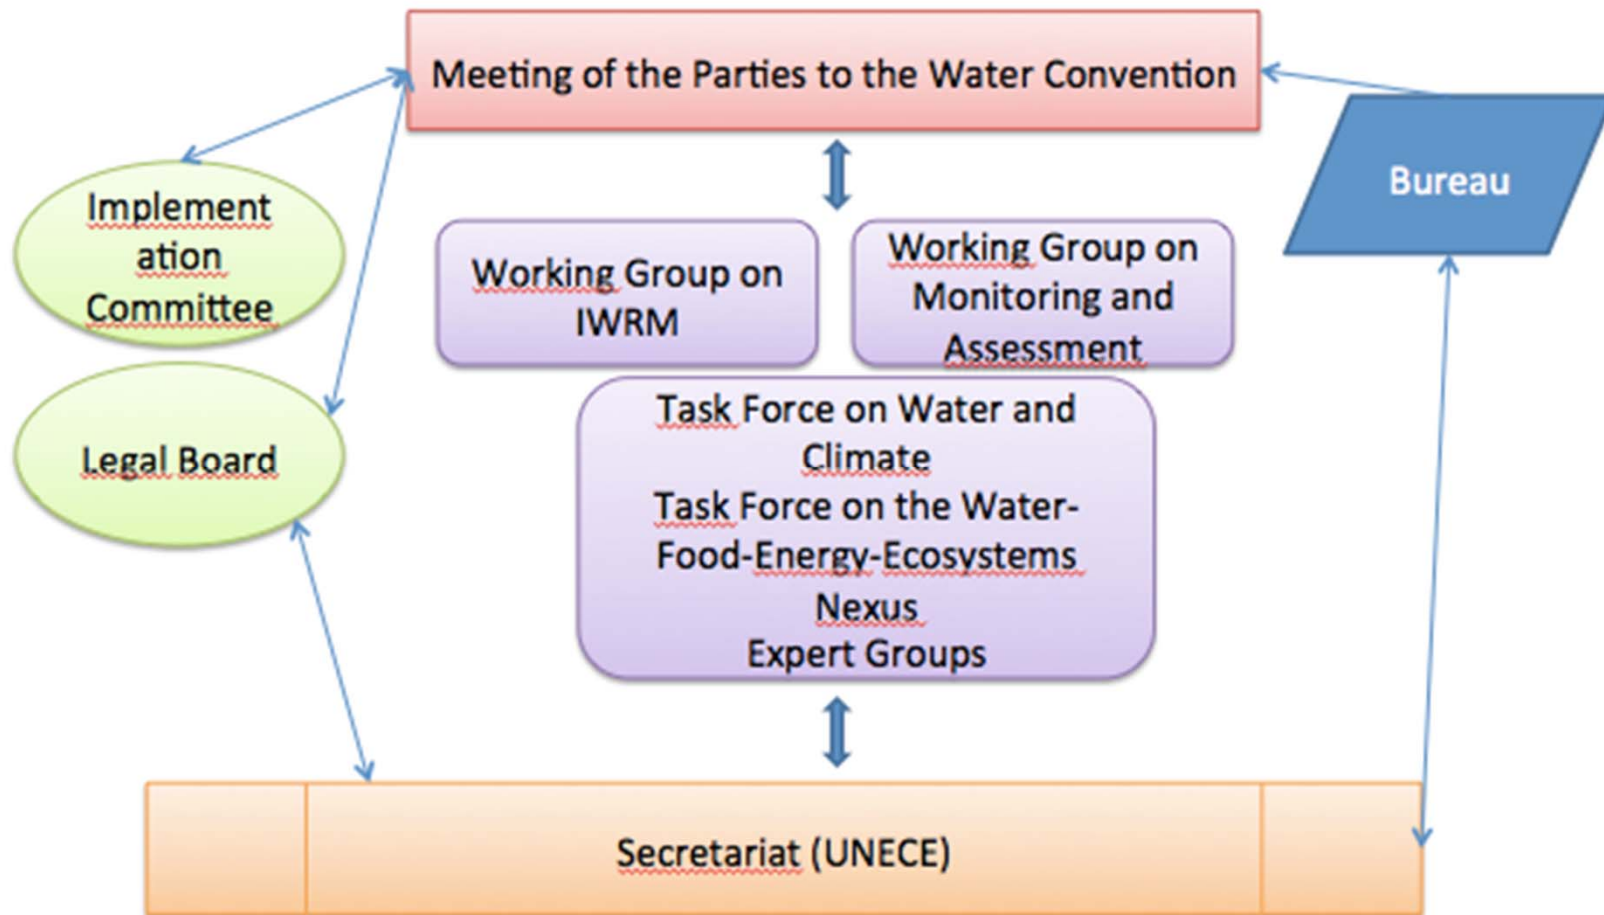 Meeting of the Parties to the Water Convention
Bureau
Implement
ation
Committee
Working Group on
IWRM
Working Group on
Monitoring and
Assessment
Legal Board
Task Force on Water and
Climate
Task Force on the Water-
Food-Energy-Ecosystems
Nexus
Expert Groups
Secretariat (UNECE)